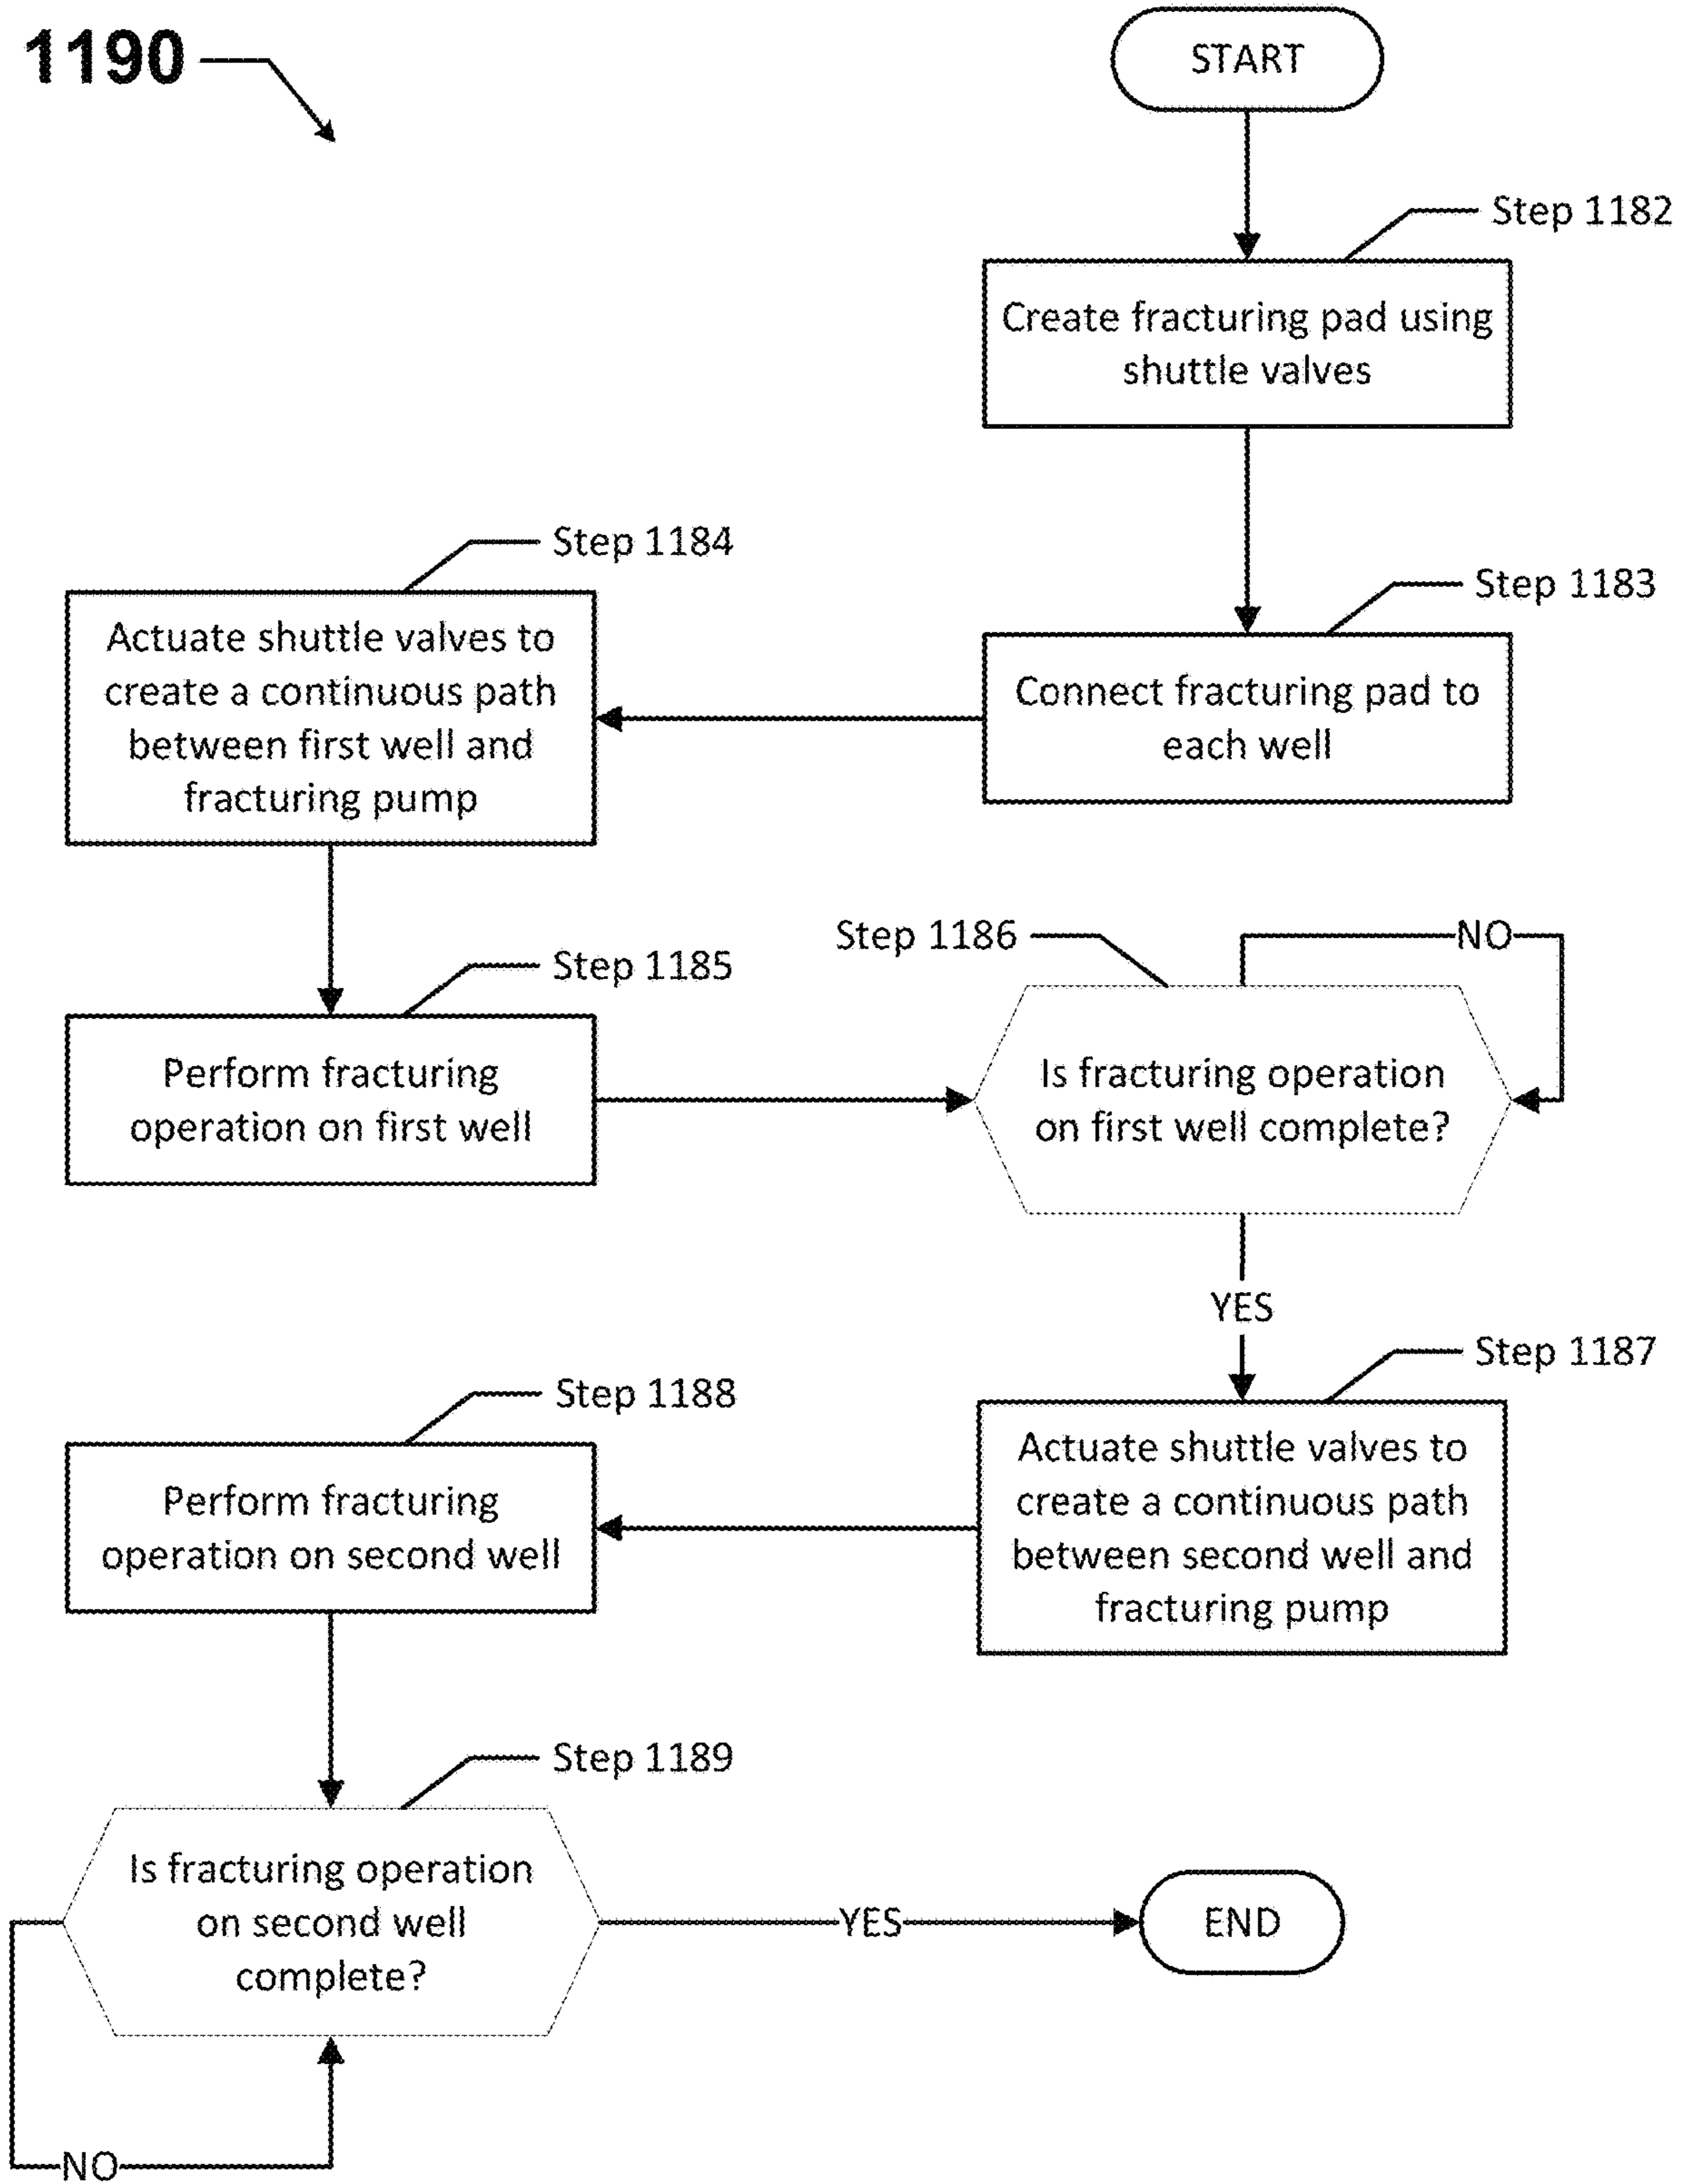 1190
START
Step 1182
Create fracturing pad using
shuttle valves
Step 1183
Connect fracturing pad to
each well
Step 1184
Actuate shuttle valves to
create a continuous path
between first well and
fracturing pump
Step 1185
Perform fracturing
operation on first well
Step 1186
NO
Is fracturing operation
on first well complete?
YES
Step 1187
Actuate shuttle valves to
create a continuous path
between second well and
fracturing pump
Step 1188
Perform fracturing
operation on second well
Step 1189
Is fracturing operation
on second well
complete?
YES
END
NO